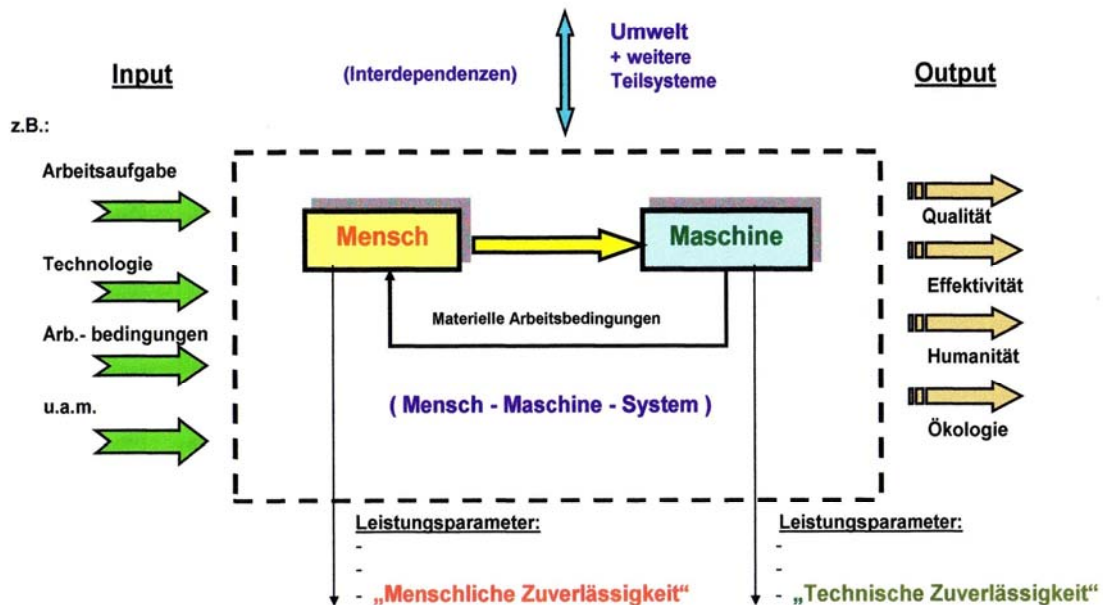 Umwelt
+ weitere
Teilsysteme
(Interdependenzen)
Input
Output
z.B.:
Arbeitsaufgabe
Technologie
Arb.- bedingungen
u.a.m.
Mensch
Maschine
Materielle Arbeitsbedingungen
( Mensch - Maschine - System )
Qualität
Effektivität
Humanität
Ökologie
Leistungsparameter:
-
-
- „Menschliche Zuverlässigkeit“
Leistungsparameter:
-
-
- „Technische Zuverlässigkeit“